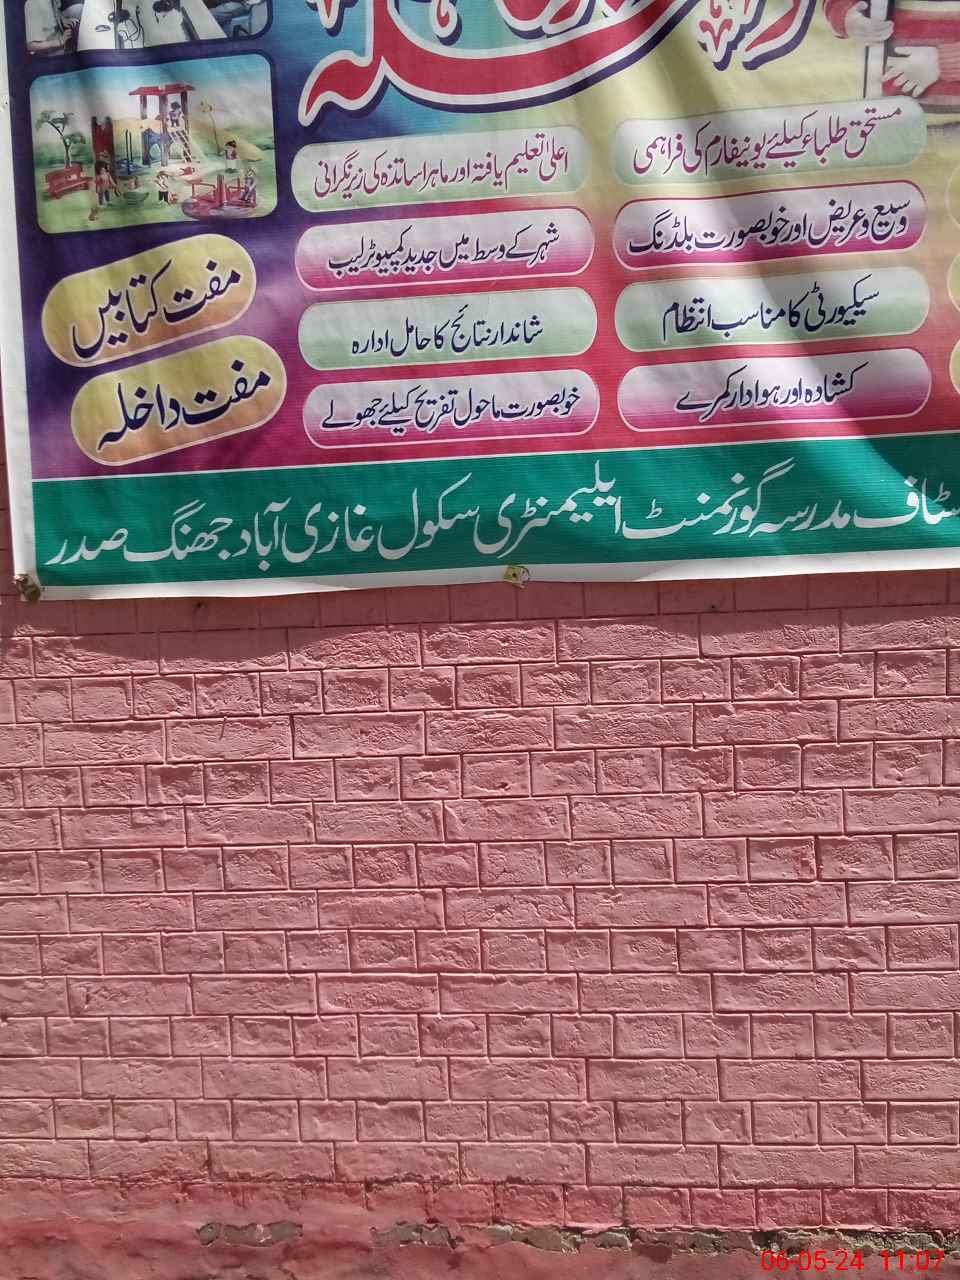 داخلہ
مستحق طلباء کیلئے یونیفارم کی فراہمی
اعلیٰ تعلیم یافتہ اور ماہر اساتذہ کی زیر نگرانی
وسیع و عریض اور خوبصورت بلڈنگ
شہر کے وسط میں جدید کمپیوٹر لیب
سیکیورٹی کا مناسب انتظام
شاندار نتائج کا حامل ادارہ
کشادہ اور ہوادار کمرے
خوبصورت ماحول تفریح کیلئے جھولے
مفت کتابیں
مفت داخلہ
سٹاف مدرسہ گورنمنٹ ایلیمنٹری سکول غازی آباد جھنگ صدر
06-05-24 11:07